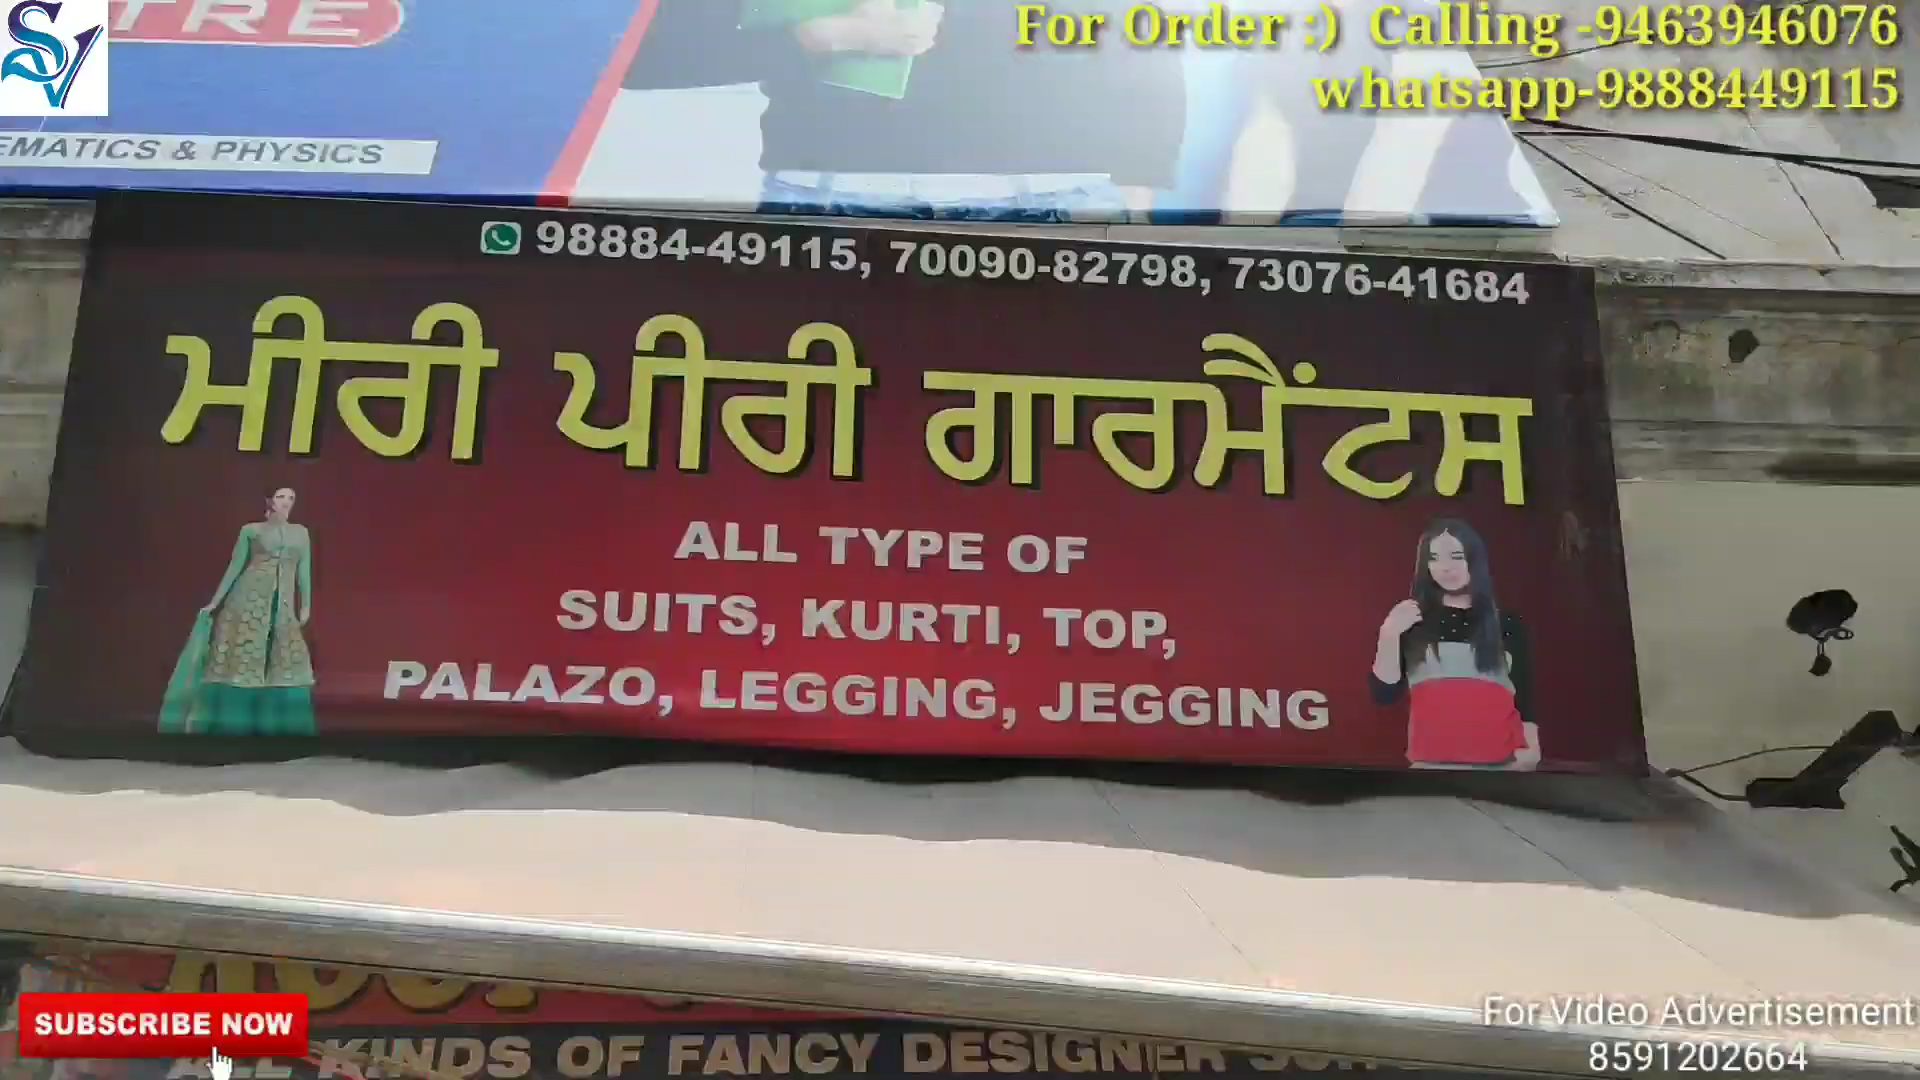 SV
TRE
For Order :) Calling -9463946076
whatsapp-9888449115
EMATICS & PHYSICS
98884-49115, 70090-82798, 73076-41684
ਮੀਰੀ ਪੀਰੀ ਗਾਰਮੈਂਟਸ
ALL TYPE OF
SUITS, KURTI, TOP,
PALAZO, LEGGING, JEGGING
SUBSCRIBE NOW
For Video Advertisement
8591202664
KINDS OF FANCY DESIGNER